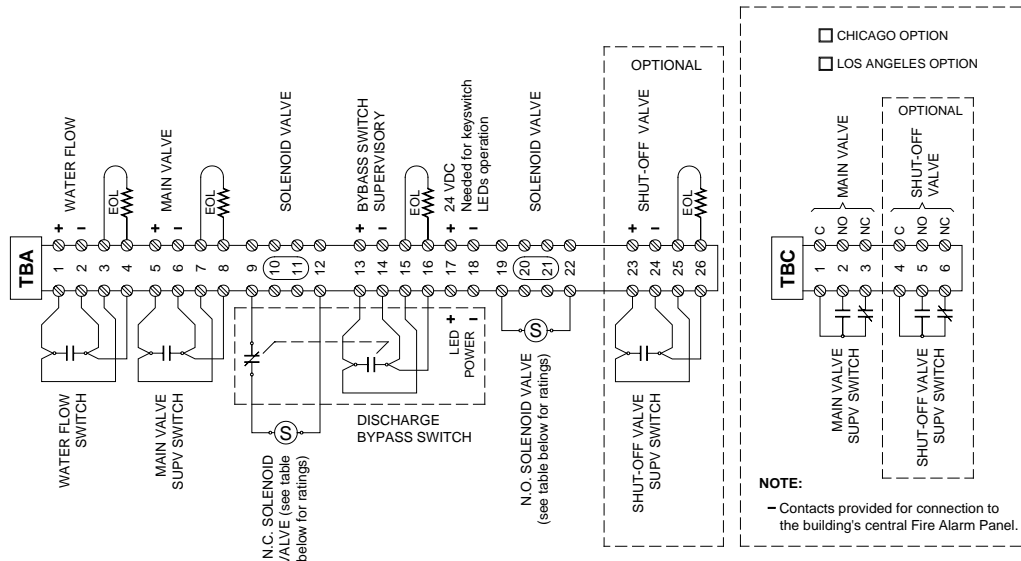 TBA
WATER FLOW
+
–
EOL
MAIN VALVE
+
–
EOL
SOLENOID VALVE
BYPASS SWITCH
SUPERVISORY
+
–
EOL
24 VDC
Needed for keyswitch
LEDs operation
+
–
SOLENOID VALVE
OPTIONAL
SHUT-OFF VALVE
+
–
EOL
1 2 3 4 5 6 7 8 9 10 11 12 13 14 15 16 17 18 19 20 21 22 23 24 25 26
WATER FLOW
SWITCH
MAIN VALVE
SUPV SWITCH
S
N.C. SOLENOID
VALVE (see table
below for ratings)
DISCHARGE
BYPASS SWITCH
LED
POWER
+
–
S
N.O. SOLENOID VALVE
(see table below for ratings)
SHUT-OFF VALVE
SUPV SWITCH
CHICAGO OPTION
LOS ANGELES OPTION
OPTIONAL
MAIN VALVE
SHUT-OFF
VALVE
C NO NC C NO NC
TBC
1 2 3 4 5 6
MAIN VALVE
SUPV SWITCH
SHUT-OFF VALVE
SUPV SWITCH
NOTE:
– Contacts provided for connection to
the building's central Fire Alarm Panel.